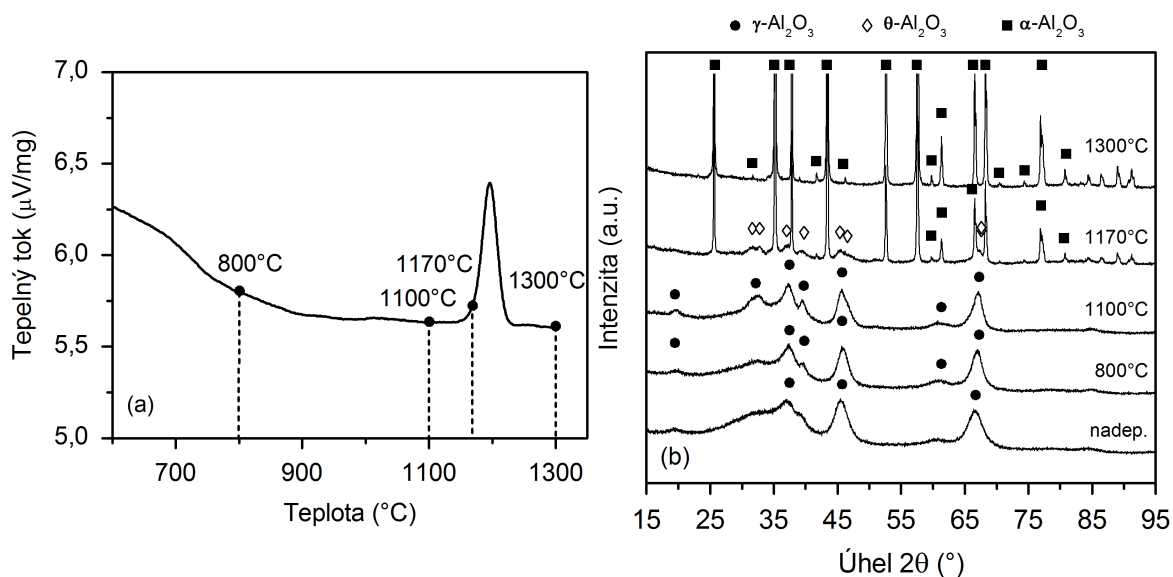 7,0
6,5
6,0
5,5
5,0
Tepelný tok (µV/mg)
800°C
1170°C
1100°C
1300°C
(a)
700 900 1100 1300
Teplota (°C)
γ-Al₂O₃ θ-Al₂O₃ α-Al₂O₃
Intenzita (a.u.)
1300°C
1170°C
1100°C
800°C
nadep.
(b)
15 25 35 45 55 65 75 85 95
Úhel 2θ (°)